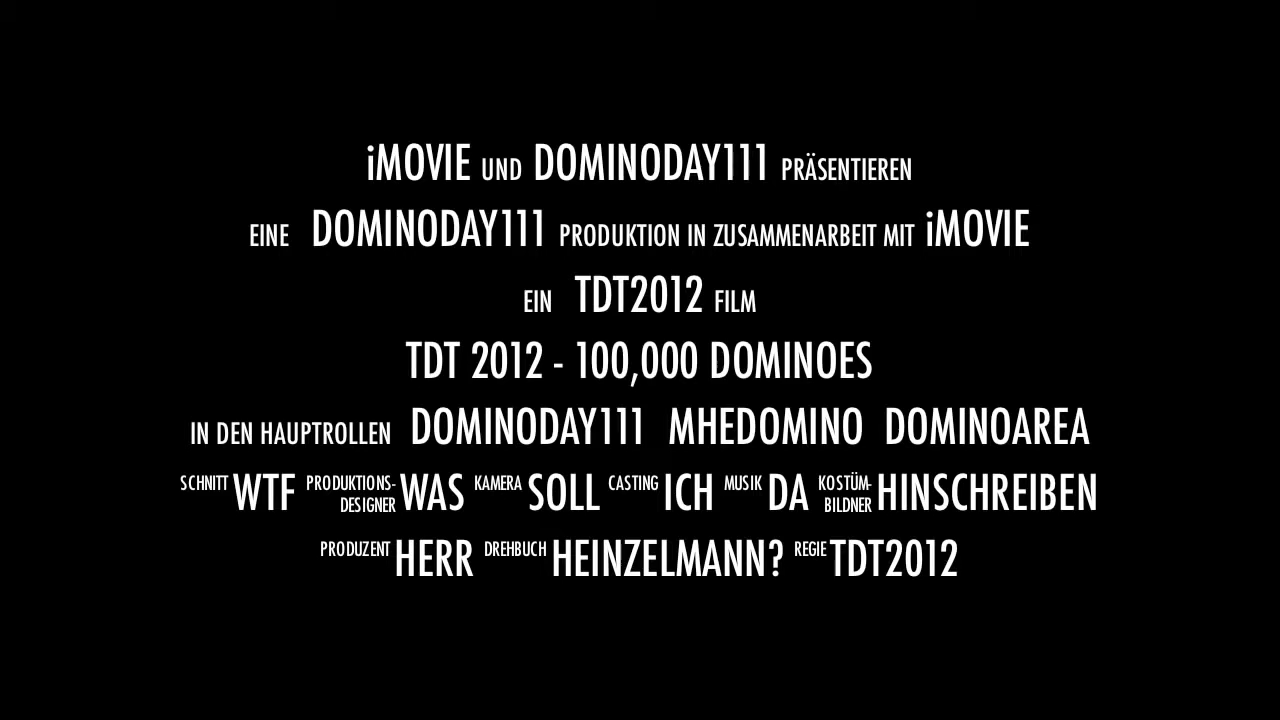 iMOVIE UND DOMINODAY111 PRÄSENTIEREN
EINE DOMINODAY111 PRODUKTION IN ZUSAMMENARBEIT MIT iMOVIE
EIN TDT2012 FILM
TDT 2012 - 100,000 DOMINOES
IN DEN HAUPTROLLEN DOMINODAY111 MHEDOMINO DOMINOAREA
SCHNITT WTF PRODUKTIONS-DESIGNER WAS KAMERA SOLL CASTING ICH MUSIK DA KOSTÜM-BILDNER HINSCHREIBEN
PRODUZENT HERR DREHBUCH HEINZELMANN? REGIE TDT2012